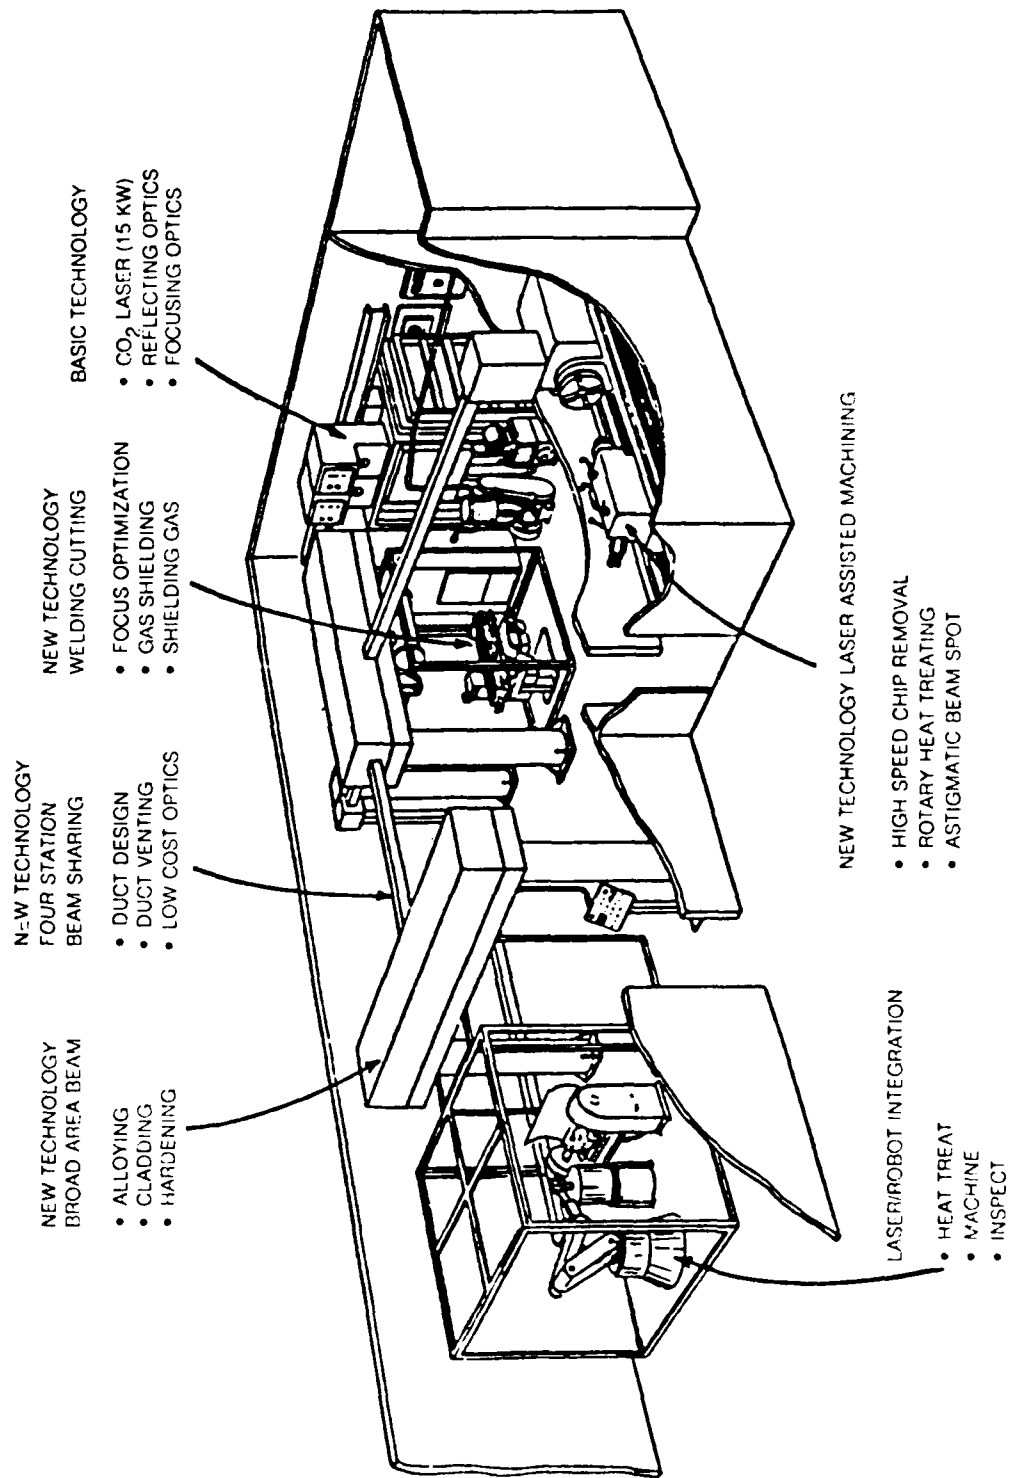 NEW TECHNOLOGY
BROAD AREA BEAM
• ALLOYING
• CLADDING
• HARDENING
NEW TECHNOLOGY
FOUR STATION
BEAM SHARING
• DUCT DESIGN
• DUCT VENTING
• LOW COST OPTICS
NEW TECHNOLOGY
WELDING CUTTING
• FOCUS OPTIMIZATION
• GAS SHIELDING
• SHIELDING GAS
BASIC TECHNOLOGY
• CO₂ LASER (15 KW)
• REFLECTING OPTICS
• FOCUSING OPTICS
LASER/ROBOT INTEGRATION
• HEAT TREAT
• MACHINE
• INSPECT
NEW TECHNOLOGY LASER ASSISTED MACHINING
• HIGH SPEED CHIP REMOVAL
• ROTARY HEAT TREATING
• ASTIGMATIC BEAM SPOT